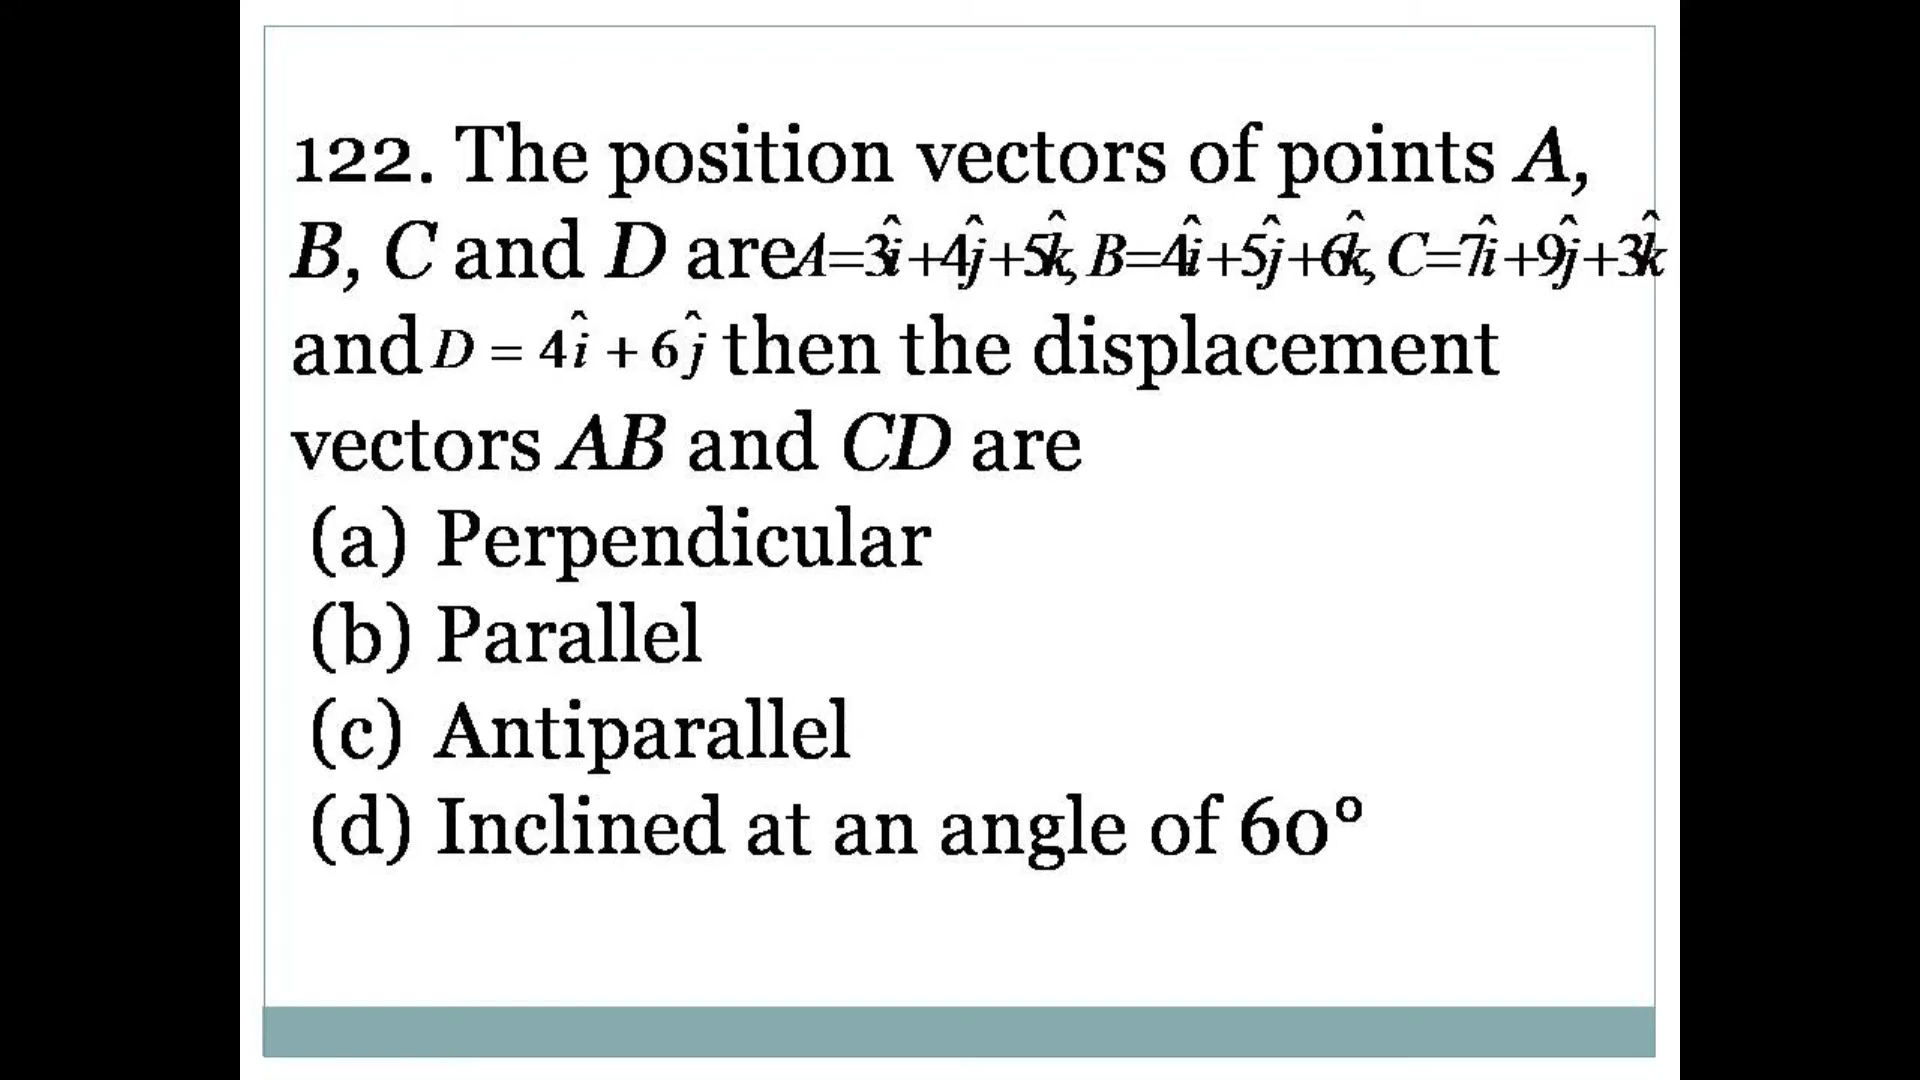 122. The position vectors of points A,
B, C and D are A=3î+4ĵ+5k̂, B=4î+5ĵ+6k̂, C=7î+9ĵ+3k̂
and D = 4î + 6ĵ then the displacement
vectors AB and CD are
(a) Perpendicular
(b) Parallel
(c) Antiparallel
(d) Inclined at an angle of 60°